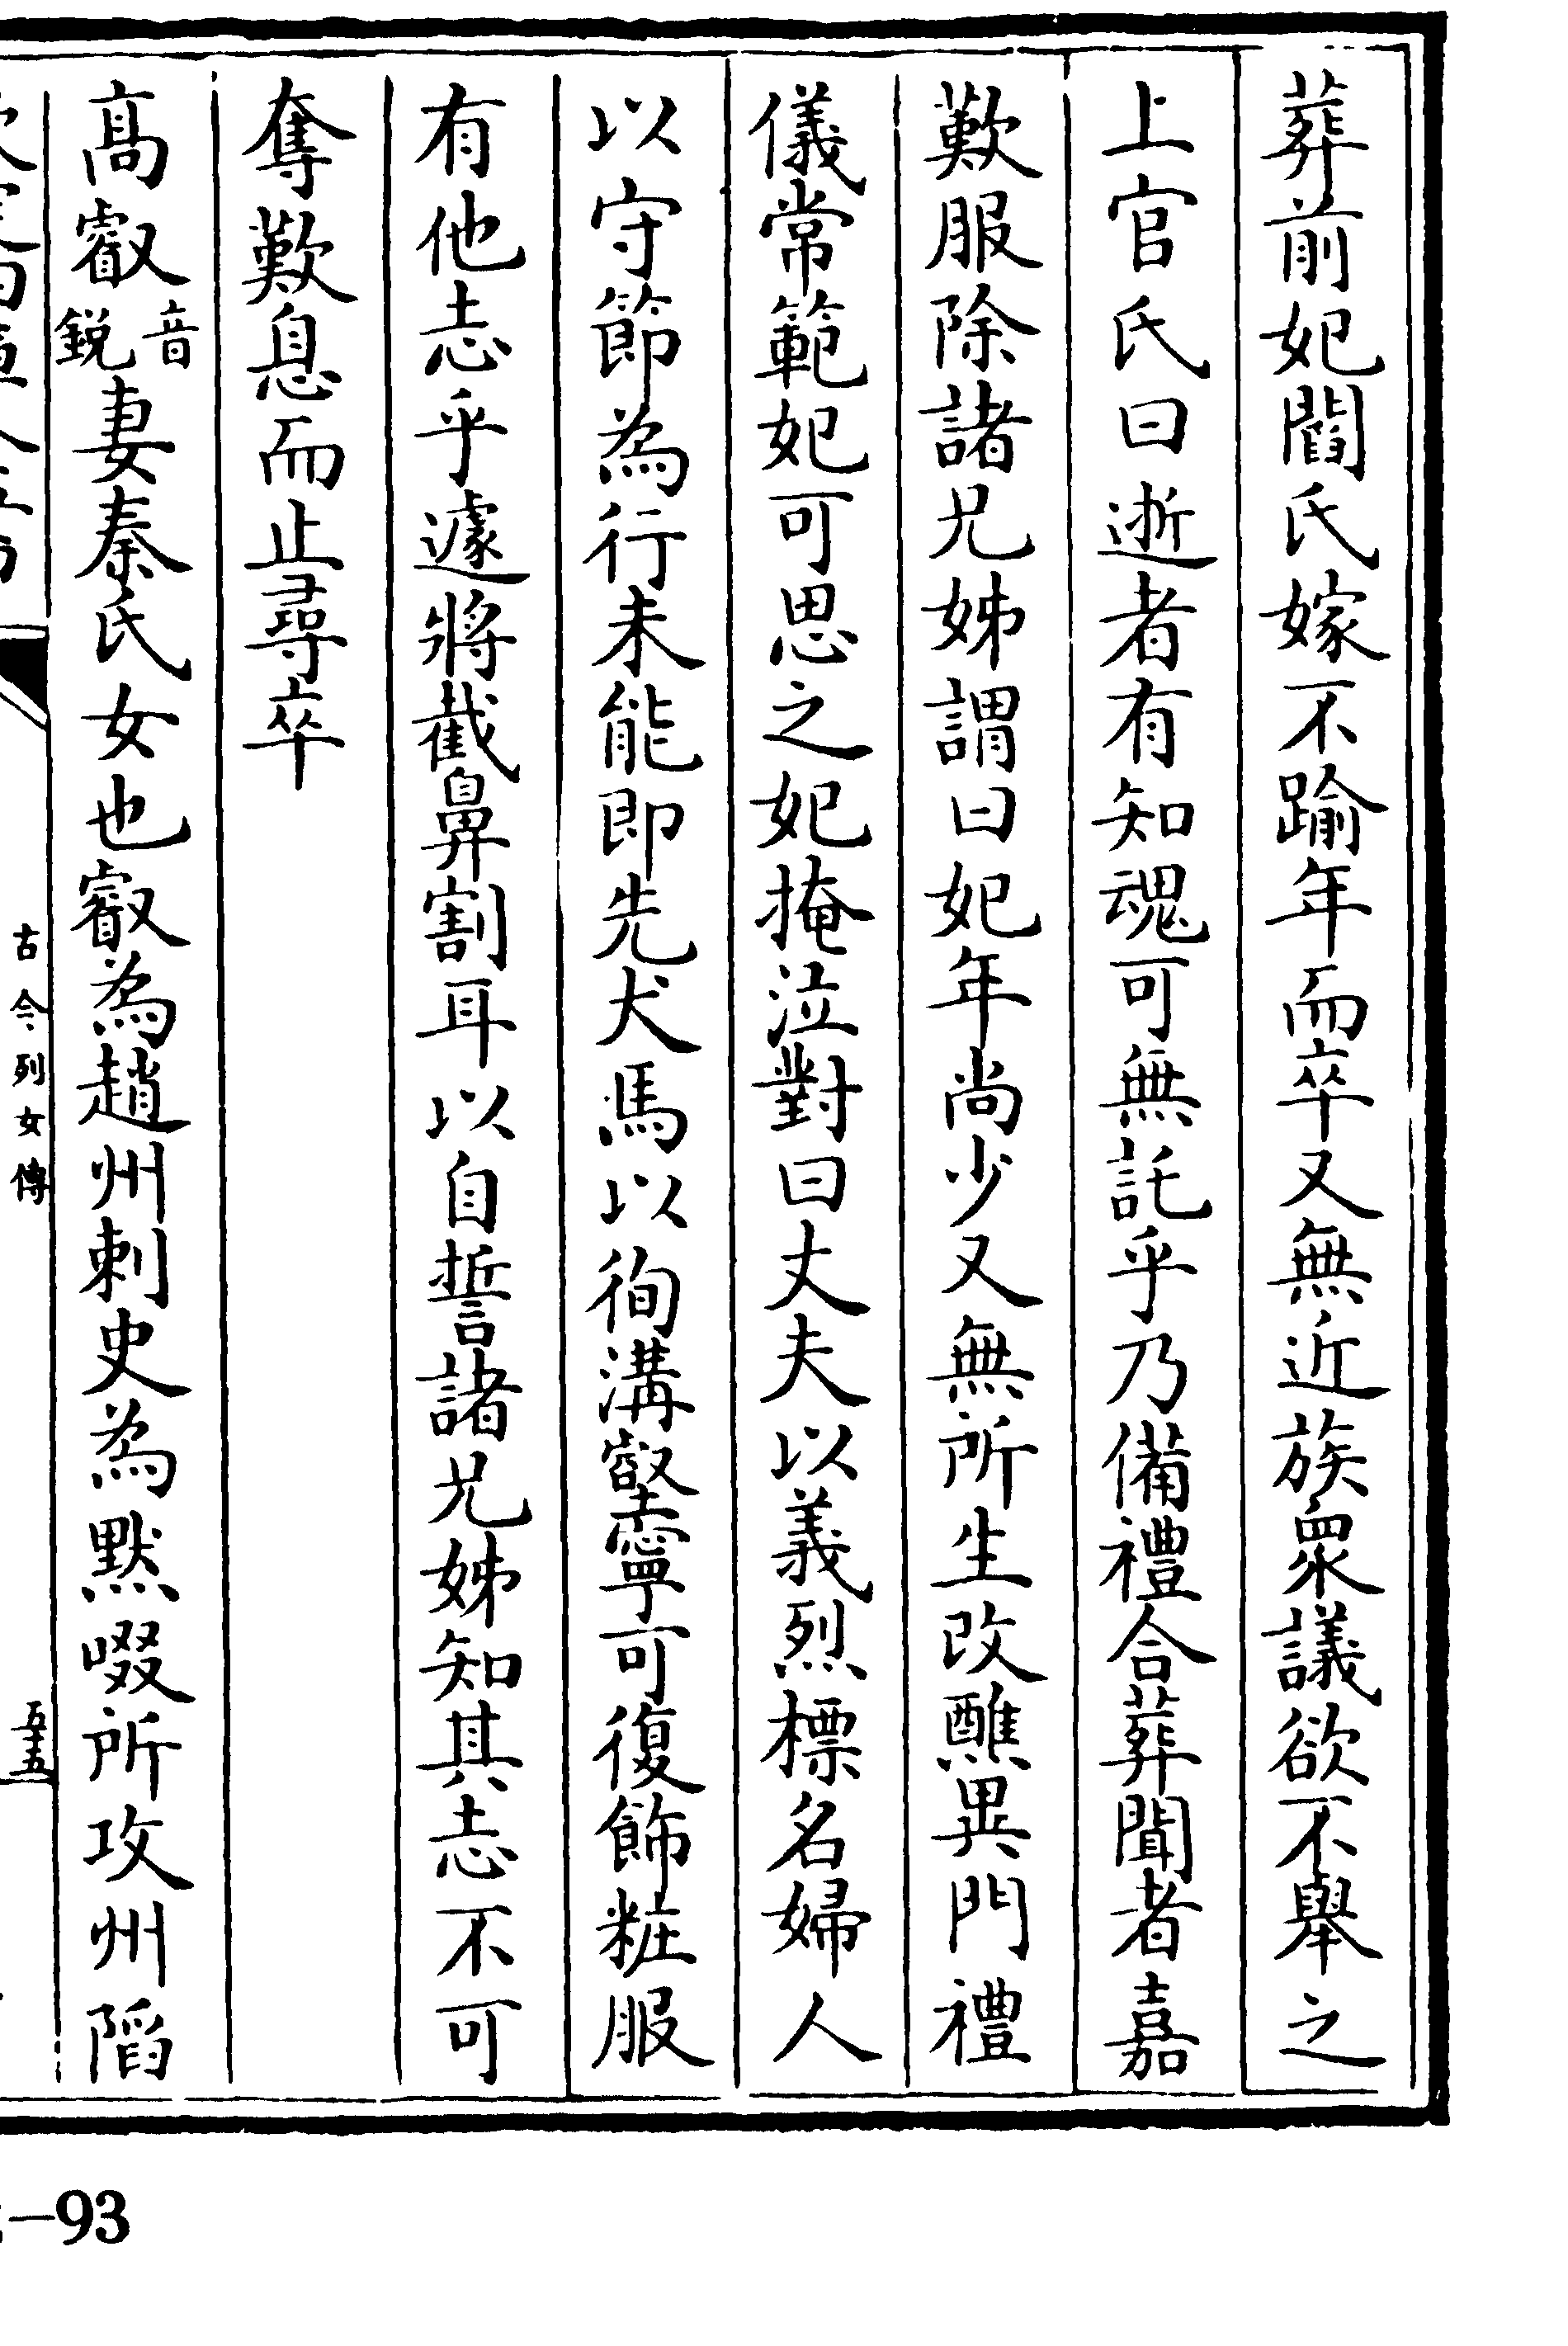 葬前妃閻氏嫁不踰年而卒又無近族衆議欲不舉之
上官氏曰逝者有知魂可無託乎乃備禮合葬聞者嘉
歎服除諸兄姊謂曰妃年尚少又無所生改醮異門禮
儀常範妃可思之妃掩泣對曰丈夫以義烈標名婦人
以守節為行未能即先犬馬以徇溝壑寧可復飾粧服
有他志乎遽將截鼻割耳以自誓諸兄姊知其志不可
奪歎息而止尋卒
高叡音鋭妻秦氏女也叡為趙州刺史為默啜所攻州陷
古今列女傳
五十五
—93